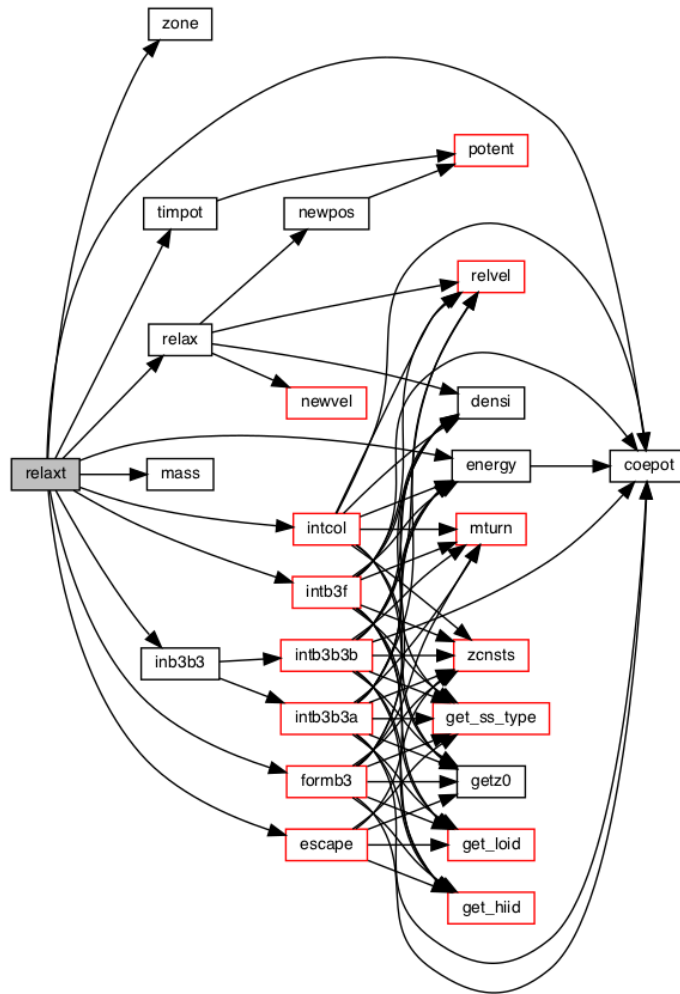 zone
potent
timpot
newpos
relvel
relax
newvel
densi
energy
coepot
relaxt
mass
intcol
mturn
intb3f
inb3b3
intb3b3b
zcnsts
intb3b3a
get_ss_type
formb3
getz0
escape
get_loid
get_hiid